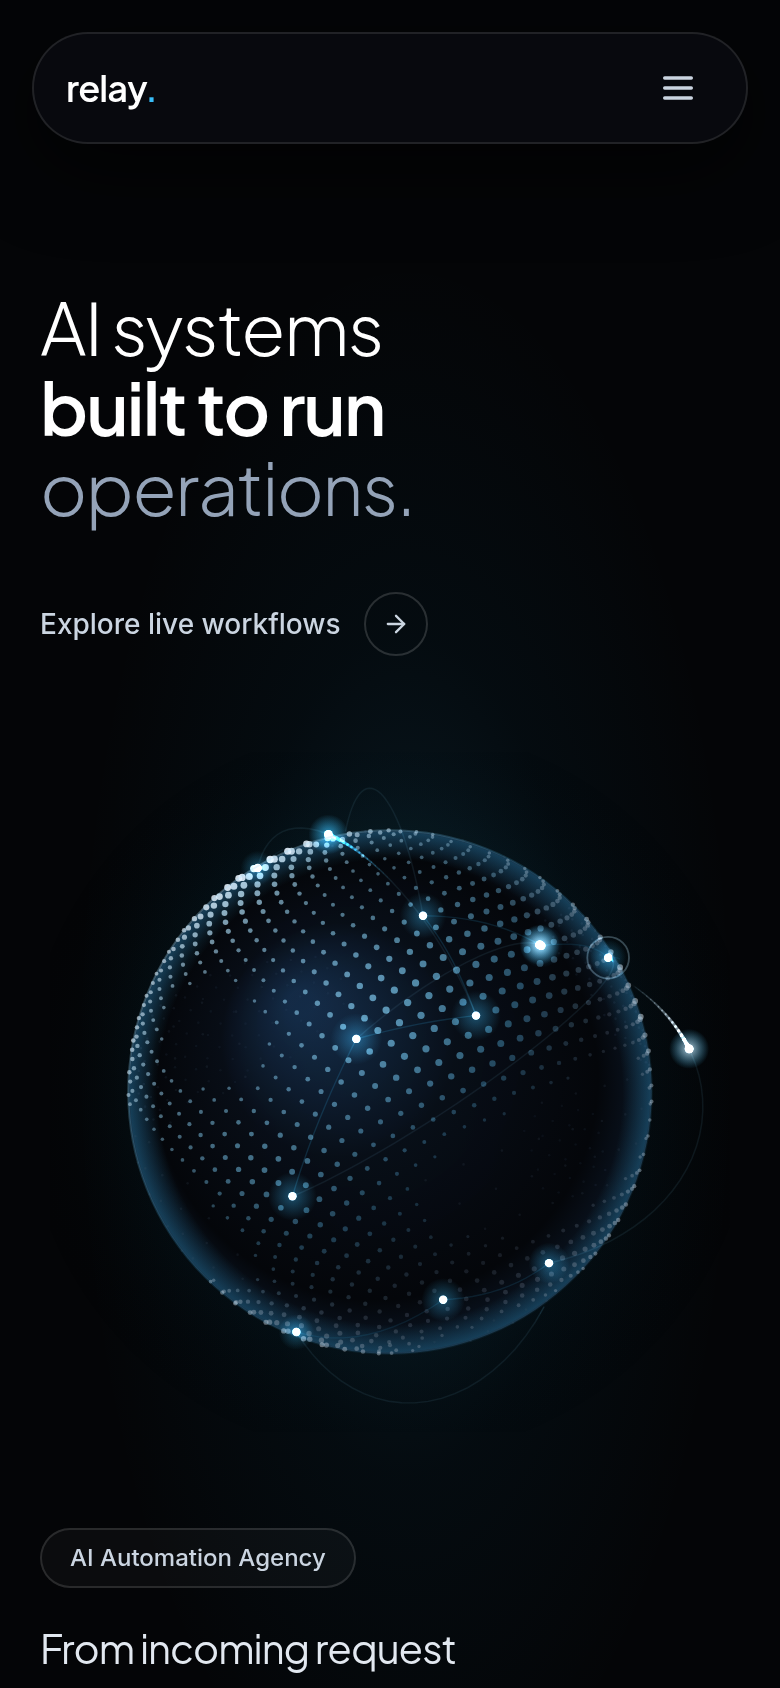 relay.
AI systems
built to run
operations.
Explore live workflows
AI Automation Agency
From incoming request